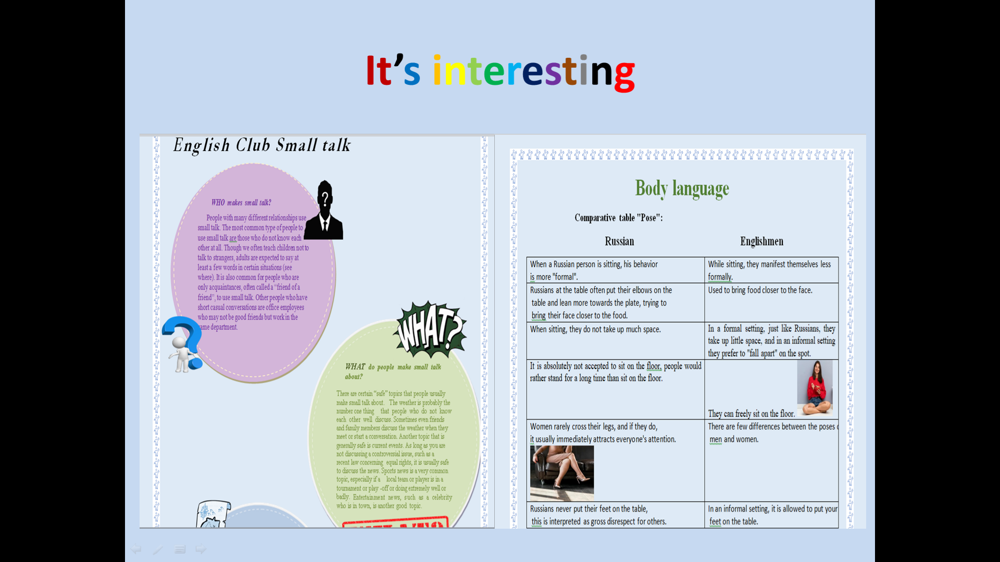 It's interesting
English Club Small talk
WHO makes small talk?
People with many different relationships use
small talk. The most common type of people to
use small talk are those who do not know each
other at all. Though we often teach children not to
talk to strangers, adults are expected to say at
least a few words in certain situations (see
where). It is also common for people who are
only acquaintances, often called a “friend of a
friend”, to use small talk. Other people who have
short casual conversations are office employees
who may not be good friends but work in the
ame department.
?
WHAT?
WHAT do people make small talk
about?
There are certain “safe” topics that people usually
make small talk about. The weather is probably the
number one thing that people who do not know
each other well discuss. Sometimes even friends
and family members discuss the weather when they
meet or start a conversation. Another topic that is
generally safe is current events. As long as you are
not discussing a controversial issue, such as a
recent law concerning equal rights, it is usually safe
to discuss the news. Sports news is a very common
topic, especially if a local team or player is in a
tournament or play -off or doing extremely well or
badly. Entertainment news, such as a celebrity
who is in town, is another good topic.
Body language
Comparative table "Pose":
Russian
Englishmen
When a Russian person is sitting, his behavior
is more "formal".
While sitting, they manifest themselves less
formally.
Russians at the table often put their elbows on the
table and lean more towards the plate, trying to
bring their face closer to the food.
Used to bring food closer to the face.
When sitting, they do not take up much space.
In a formal setting, just like Russians, they
take up little space, and in an informal setting
they prefer to "fall apart" on the spot.
It is absolutely not accepted to sit on the floor, people would
rather stand for a long time than sit on the floor.
They can freely sit on the floor.
Women rarely cross their legs, and if they do,
it usually immediately attracts everyone's attention.
There are few differences between the poses
men and women.
Russians never put their feet on the table,
this is interpreted as gross disrespect for others.
In an informal setting, it is allowed to put your
feet on the table.